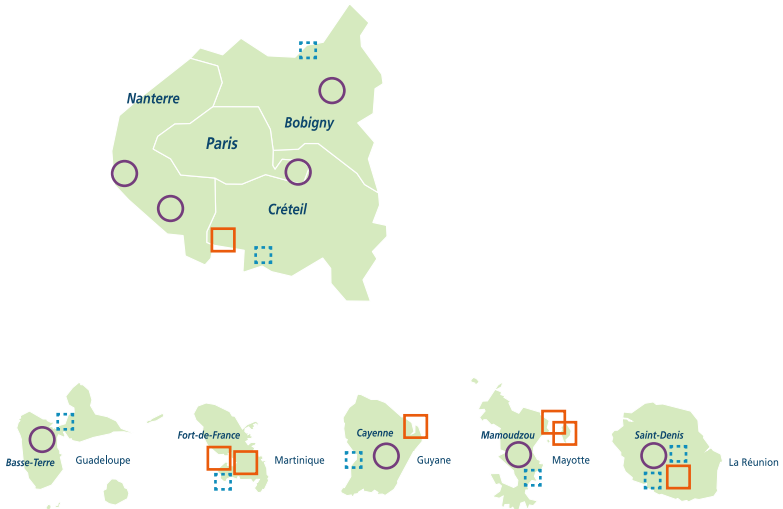 Nanterre
Bobigny
Paris
Créteil
Fort-de-France
Cayenne
Mamoudzou
Saint-Denis
Basse-Terre
Guadeloupe
Martinique
Guyane
Mayotte
La Réunion